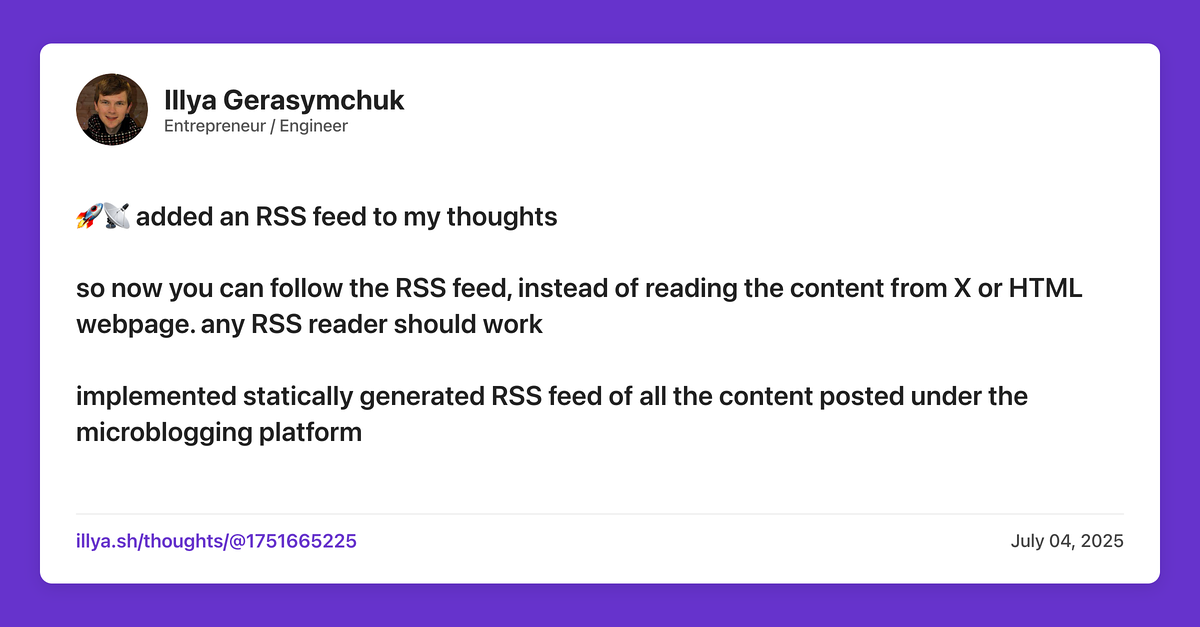 Illya Gerasymchuk
Entrepreneur / Engineer
🚀📡 added an RSS feed to my thoughts
so now you can follow the RSS feed, instead of reading the content from X or HTML
webpage. any RSS reader should work
implemented statically generated RSS feed of all the content posted under the
microblogging platform
illya.sh/thoughts/@1751665225
July 04, 2025